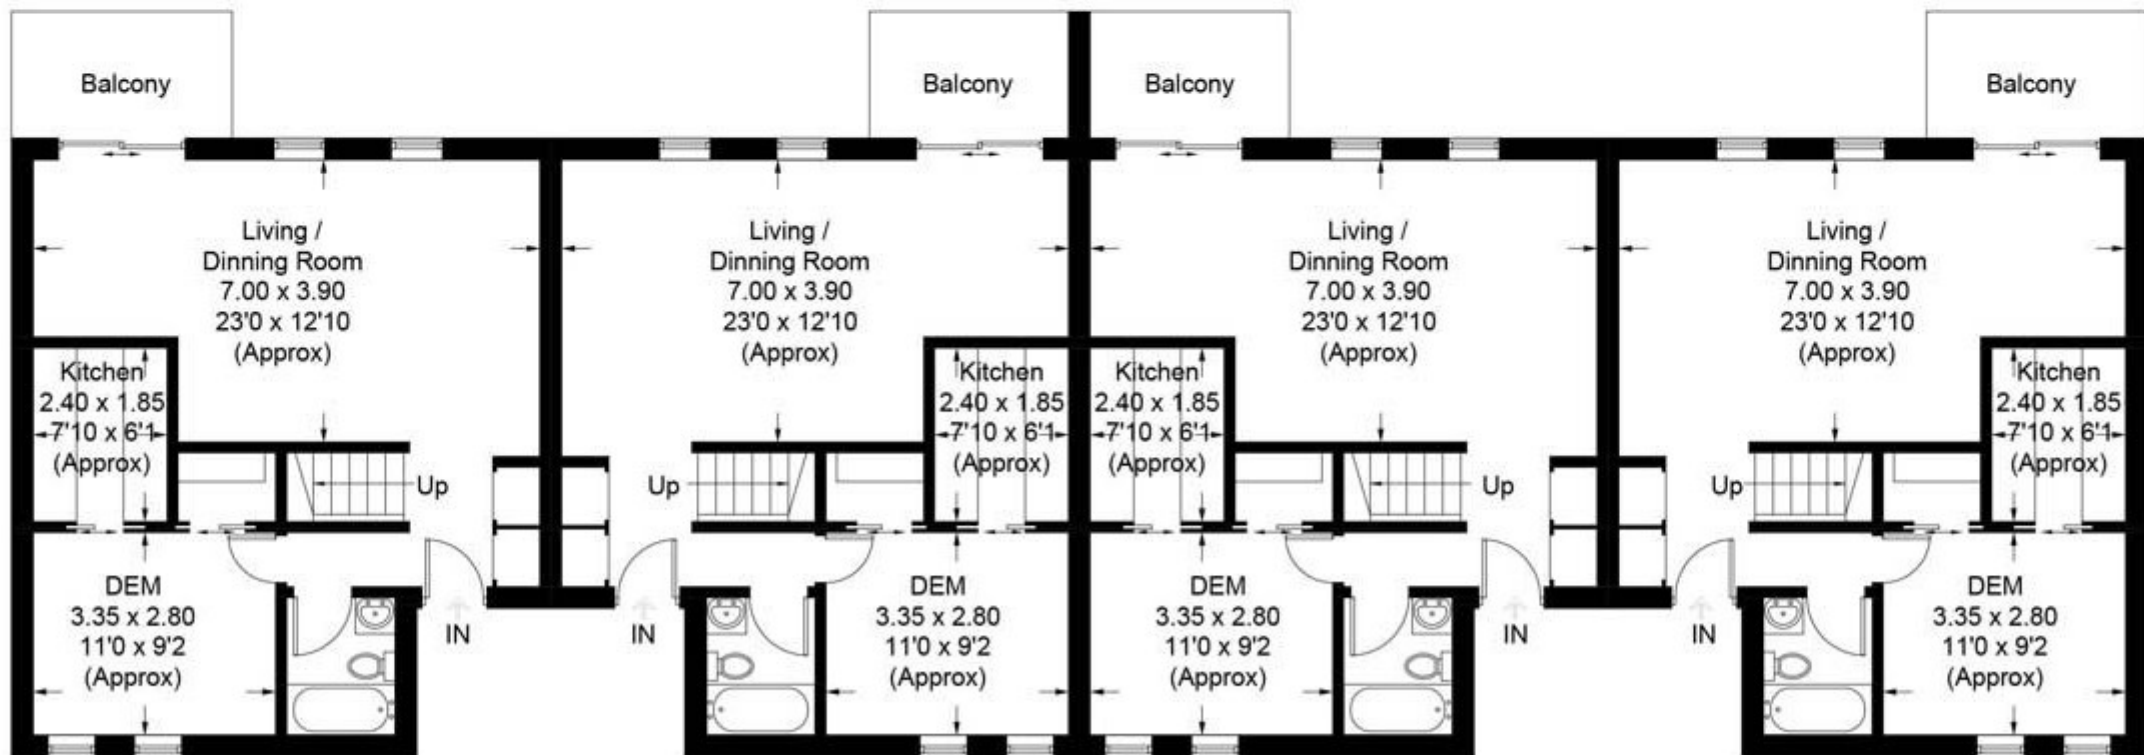 Balcony
Balcony
Balcony
Balcony
Living /
Dinning Room
7.00 x 3.90
23'0 x 12'10
(Approx)
Living /
Dinning Room
7.00 x 3.90
23'0 x 12'10
(Approx)
Living /
Dinning Room
7.00 x 3.90
23'0 x 12'10
(Approx)
Living /
Dinning Room
7.00 x 3.90
23'0 x 12'10
(Approx)
Kitchen
2.40 x 1.85
7'10 x 6'1
(Approx)
Kitchen
2.40 x 1.85
7'10 x 6'1
(Approx)
Kitchen
2.40 x 1.85
7'10 x 6'1
(Approx)
Kitchen
2.40 x 1.85
7'10 x 6'1
(Approx)
Up
Up
Up
Up
DEM
3.35 x 2.80
11'0 x 9'2
(Approx)
IN
IN
DEM
3.35 x 2.80
11'0 x 9'2
(Approx)
DEM
3.35 x 2.80
11'0 x 9'2
(Approx)
IN
IN
DEM
3.35 x 2.80
11'0 x 9'2
(Approx)